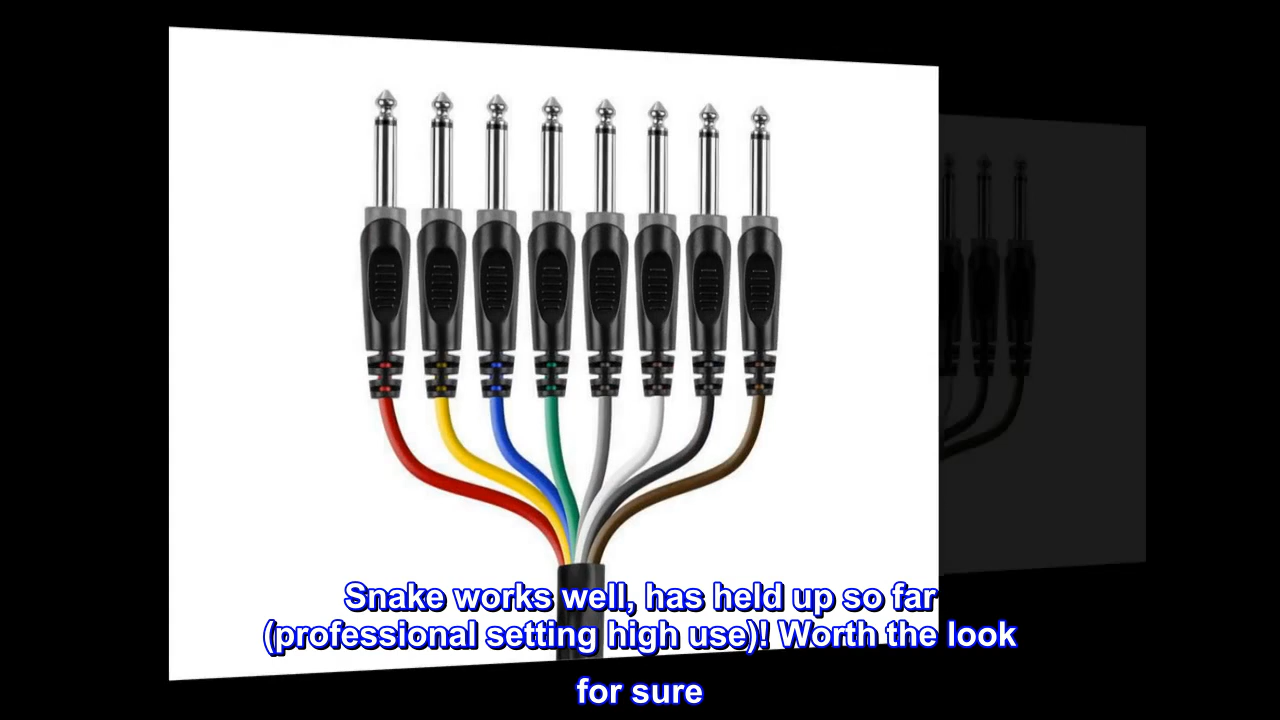 Snake works well, has held up so far
(professional setting high use)! Worth the look
for sure